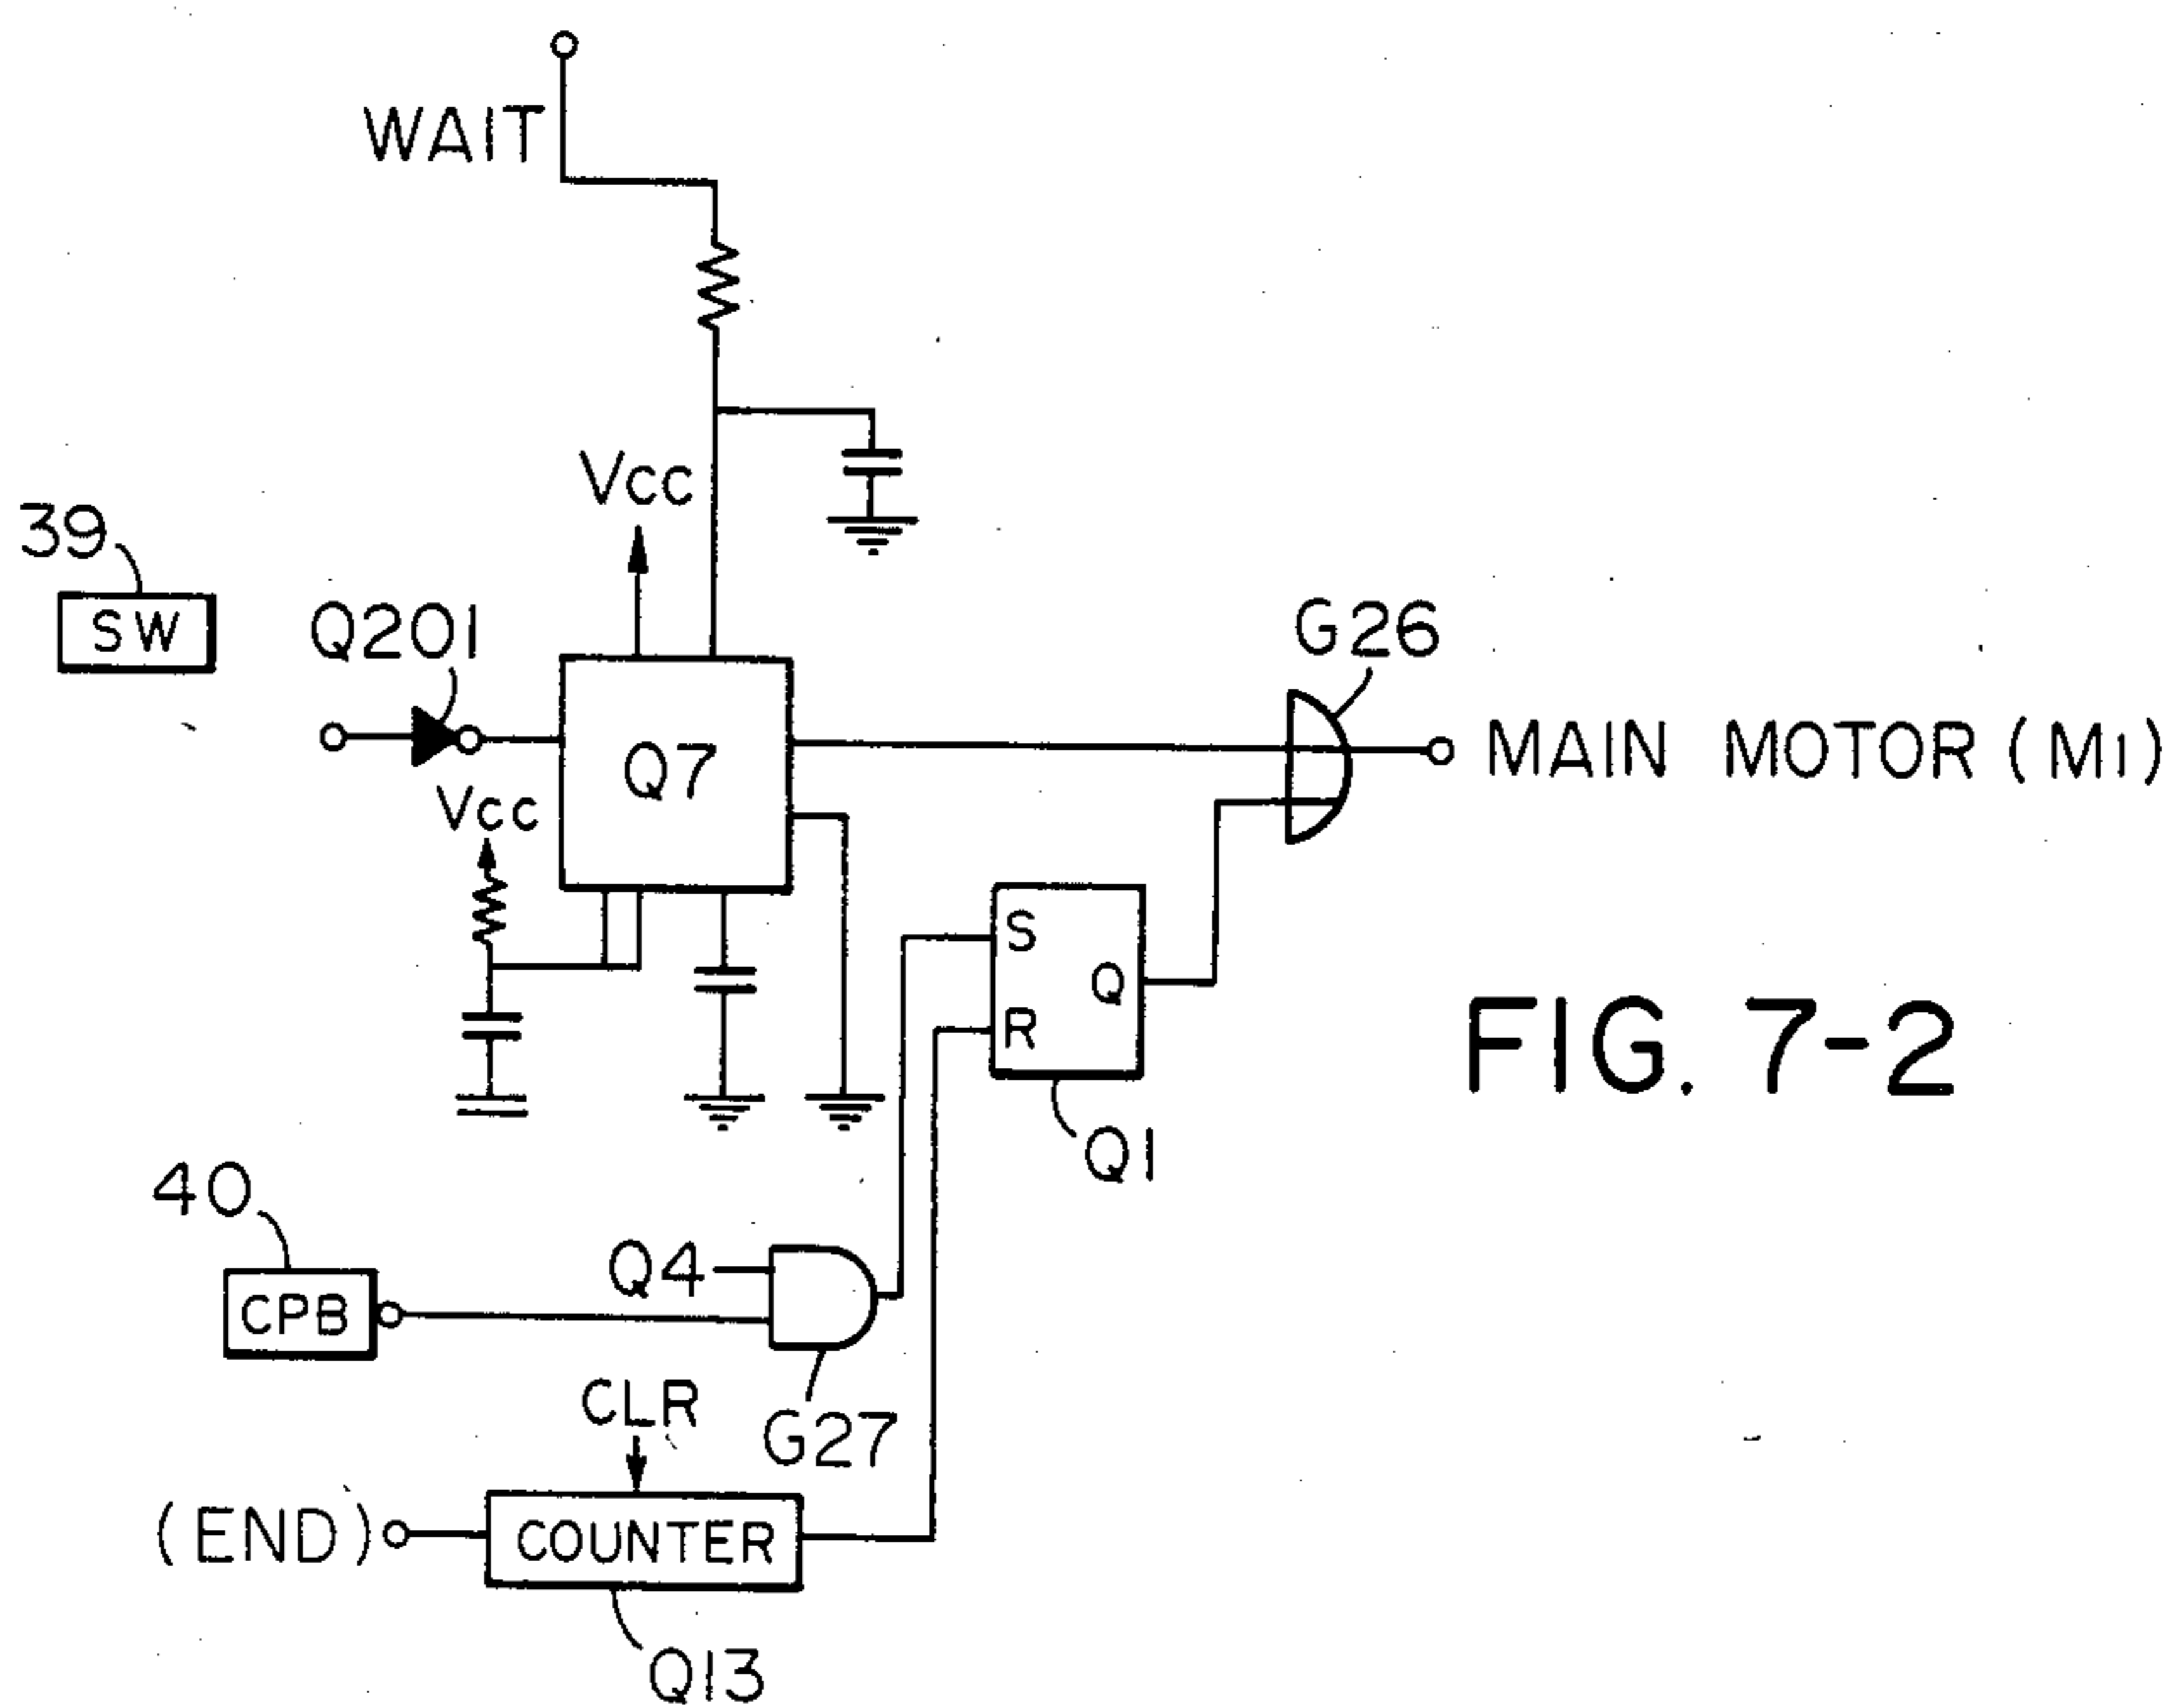 WAIT
Vcc
39
SW
Q201
G26
Q7
MAIN MOTOR (M1)
Vcc
S
Q
R
FIG. 7-2
Q1
40
Q4
CPB
CLR
G27
(END)
COUNTER
Q13